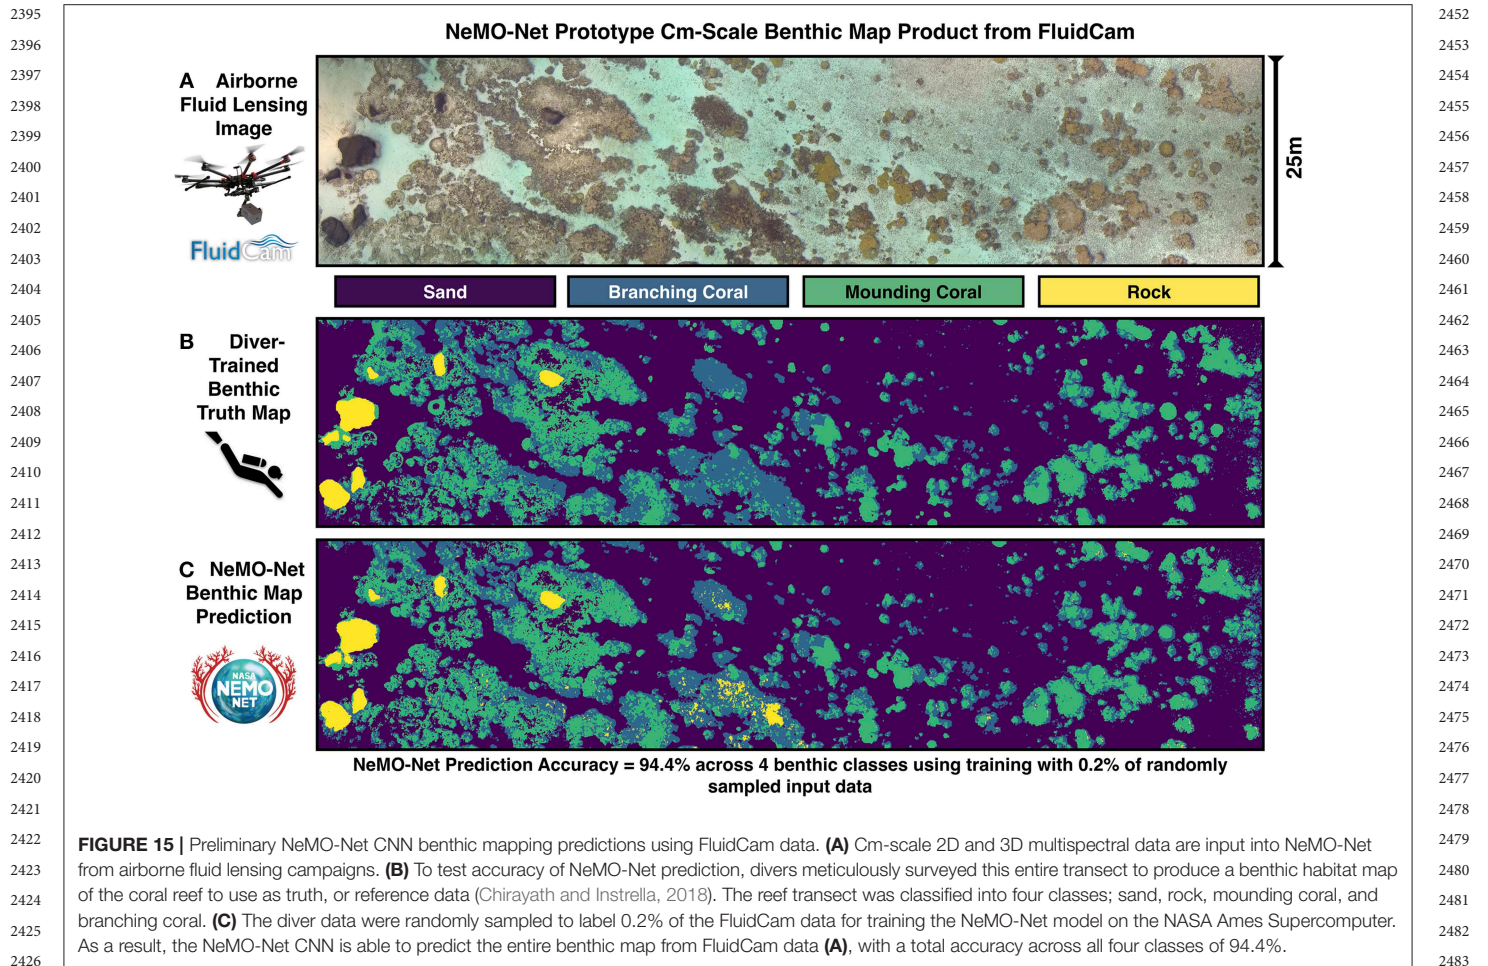 2395
2396
2397
2398
2399
2400
2401
2402
2403
2404
2405
2406
2407
2408
2409
2410
2411
2412
2413
2414
2415
2416
2417
2418
2419
2420
2421
2422
2423
2424
2425
2426
NeMO-Net Prototype Cm-Scale Benthic Map Product from FluidCam
A Airborne
Fluid Lensing
Image
FluidCam
25m
Sand
Branching Coral
Mounding Coral
Rock
B Diver-
Trained
Benthic
Truth Map
C NeMO-Net
Benthic Map
Prediction
NASA
NEMO
NET
NeMO-Net Prediction Accuracy = 94.4% across 4 benthic classes using training with 0.2% of randomly
sampled input data
FIGURE 15 | Preliminary NeMO-Net CNN benthic mapping predictions using FluidCam data. (A) Cm-scale 2D and 3D multispectral data are input into NeMO-Net
from airborne fluid lensing campaigns. (B) To test accuracy of NeMO-Net prediction, divers meticulously surveyed this entire transect to produce a benthic habitat map
of the coral reef to use as truth, or reference data (Chirayath and Instrella, 2018). The reef transect was classified into four classes; sand, rock, mounding coral, and
branching coral. (C) The diver data were randomly sampled to label 0.2% of the FluidCam data for training the NeMO-Net model on the NASA Ames Supercomputer.
As a result, the NeMO-Net CNN is able to predict the entire benthic map from FluidCam data (A), with a total accuracy across all four classes of 94.4%.
2452
2453
2454
2455
2456
2457
2458
2459
2460
2461
2462
2463
2464
2465
2466
2467
2468
2469
2470
2471
2472
2473
2474
2475
2476
2477
2478
2479
2480
2481
2482
2483